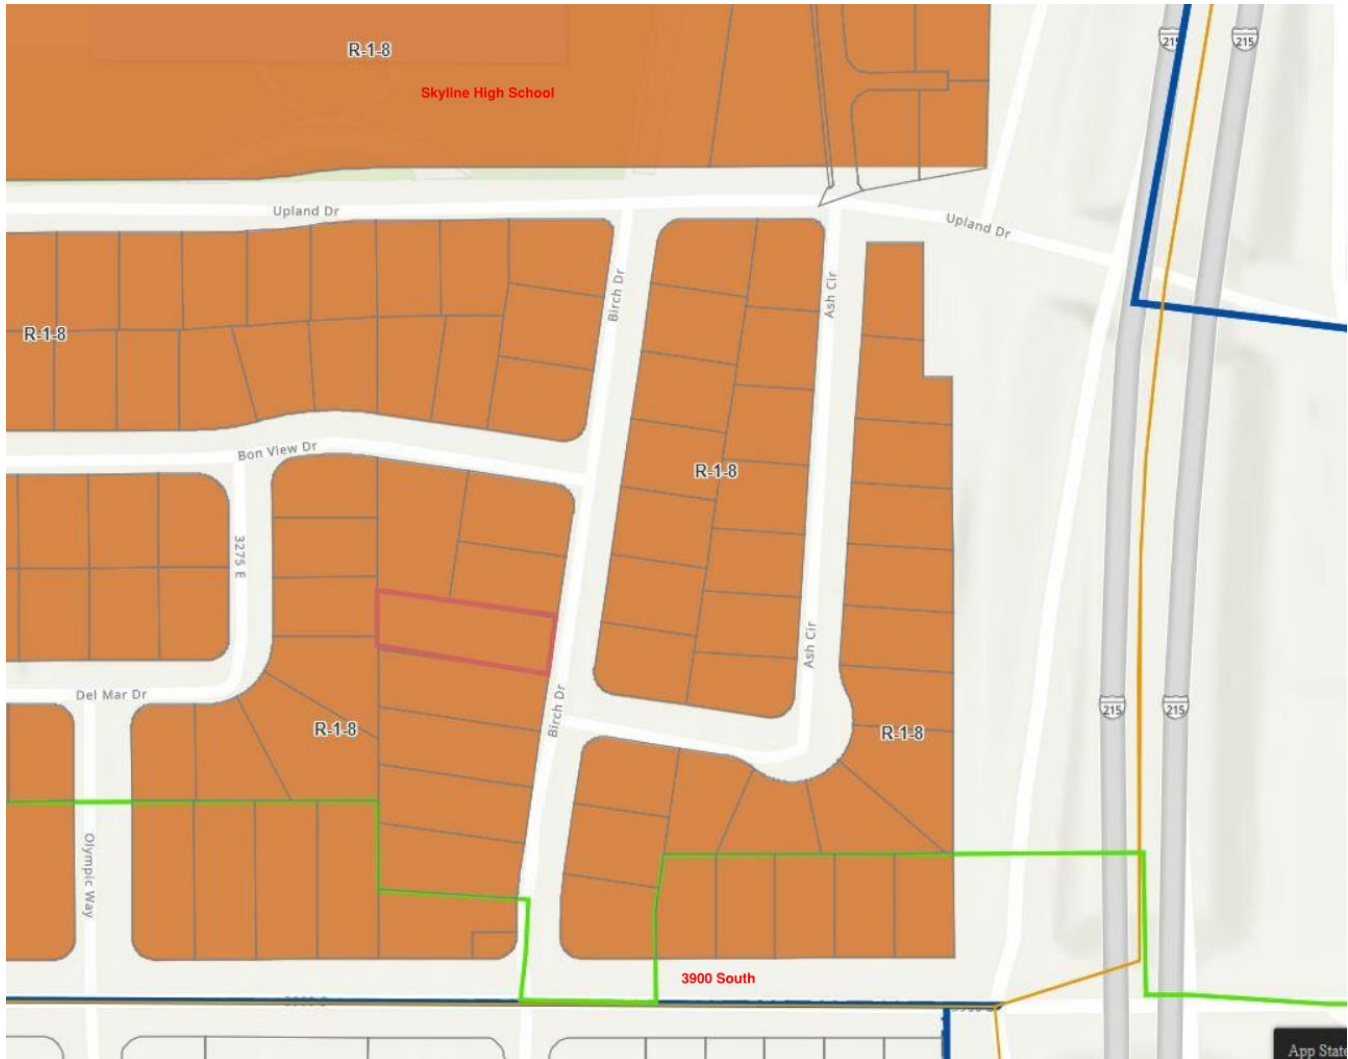 R-1-8
215
215
Skyline High School
Upland Dr
Upland Dr
Birch Dr
Ash Cir
R-1-8
Bon View Dr
R-1-8
3275 E
Ash Cir
Del Mar Dr
Birch Dr
215
215
R-1-8
R-1-8
Olympic Way
3900 South
App State